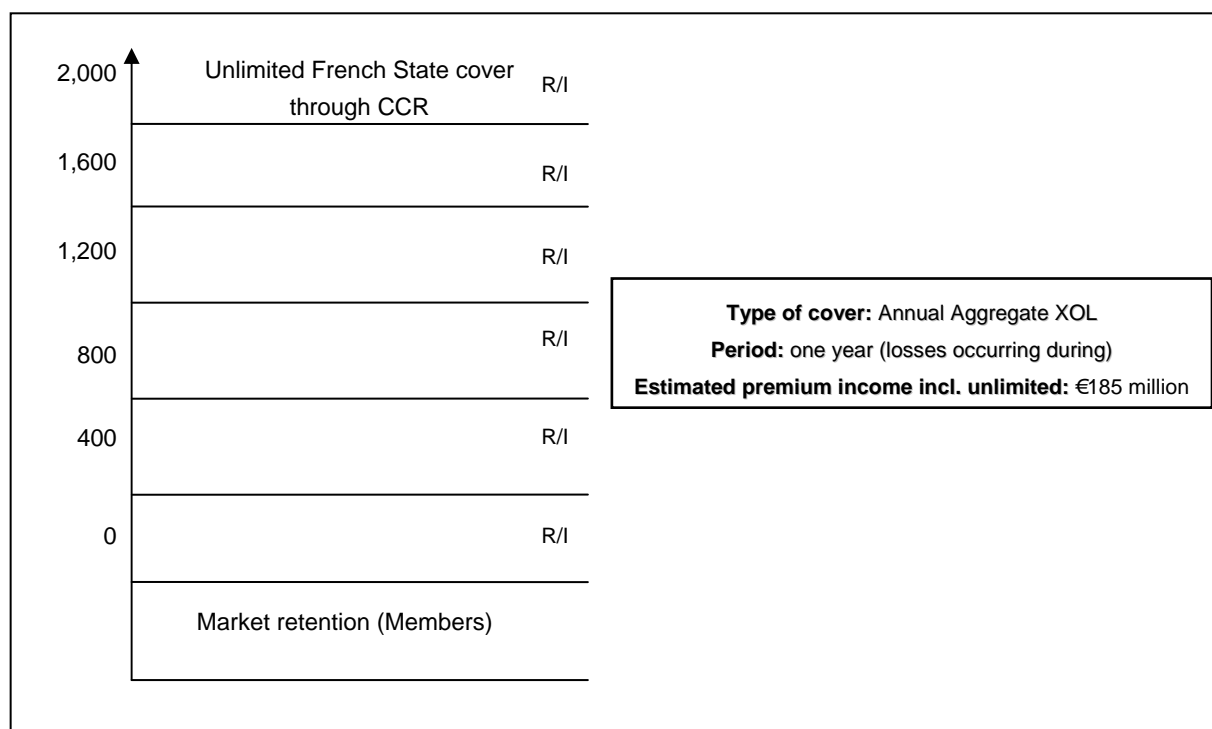 2,000
Unlimited French State cover
through CCR
R/I
1,600
R/I
1,200
R/I
800
R/I
400
R/I
0
R/I
Market retention (Members)
Type of cover: Annual Aggregate XOL
Period: one year (losses occurring during)
Estimated premium income incl. unlimited: €185 million